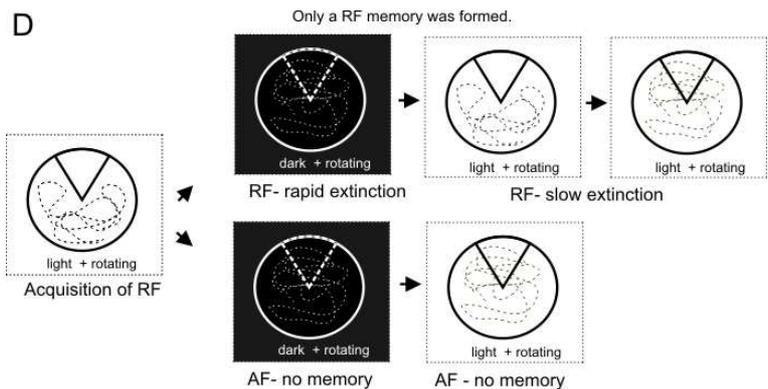 D
Only a RF memory was formed.
dark + rotating
light + rotating
light + rotating
RF- rapid extinction
RF- slow extinction
light + rotating
Acquisition of RF
dark + rotating
light + rotating
AF- no memory
AF - no memory